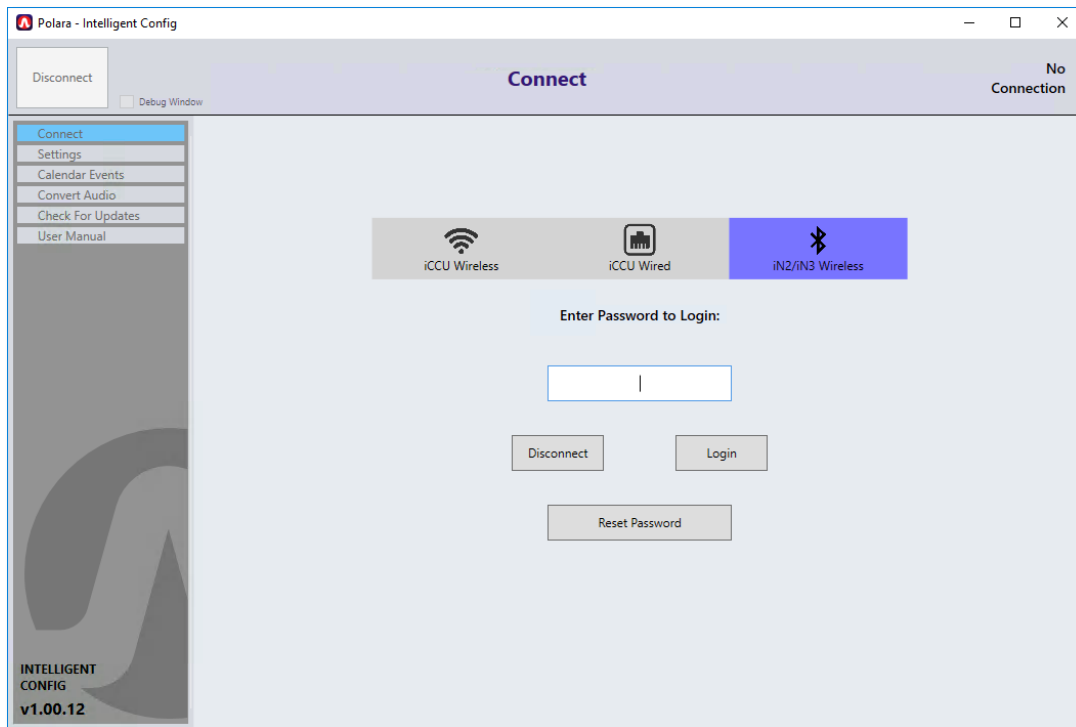 Polara - Intelligent Config
Disconnect
Debug Window
Connect
No
Connection
Connect
Settings
Calendar Events
Convert Audio
Check For Updates
User Manual
iCCU Wireless
iCCU Wired
iN2/iN3 Wireless
Enter Password to Login:
Disconnect
Login
Reset Password
INTELLIGENT
CONFIG
v1.00.12